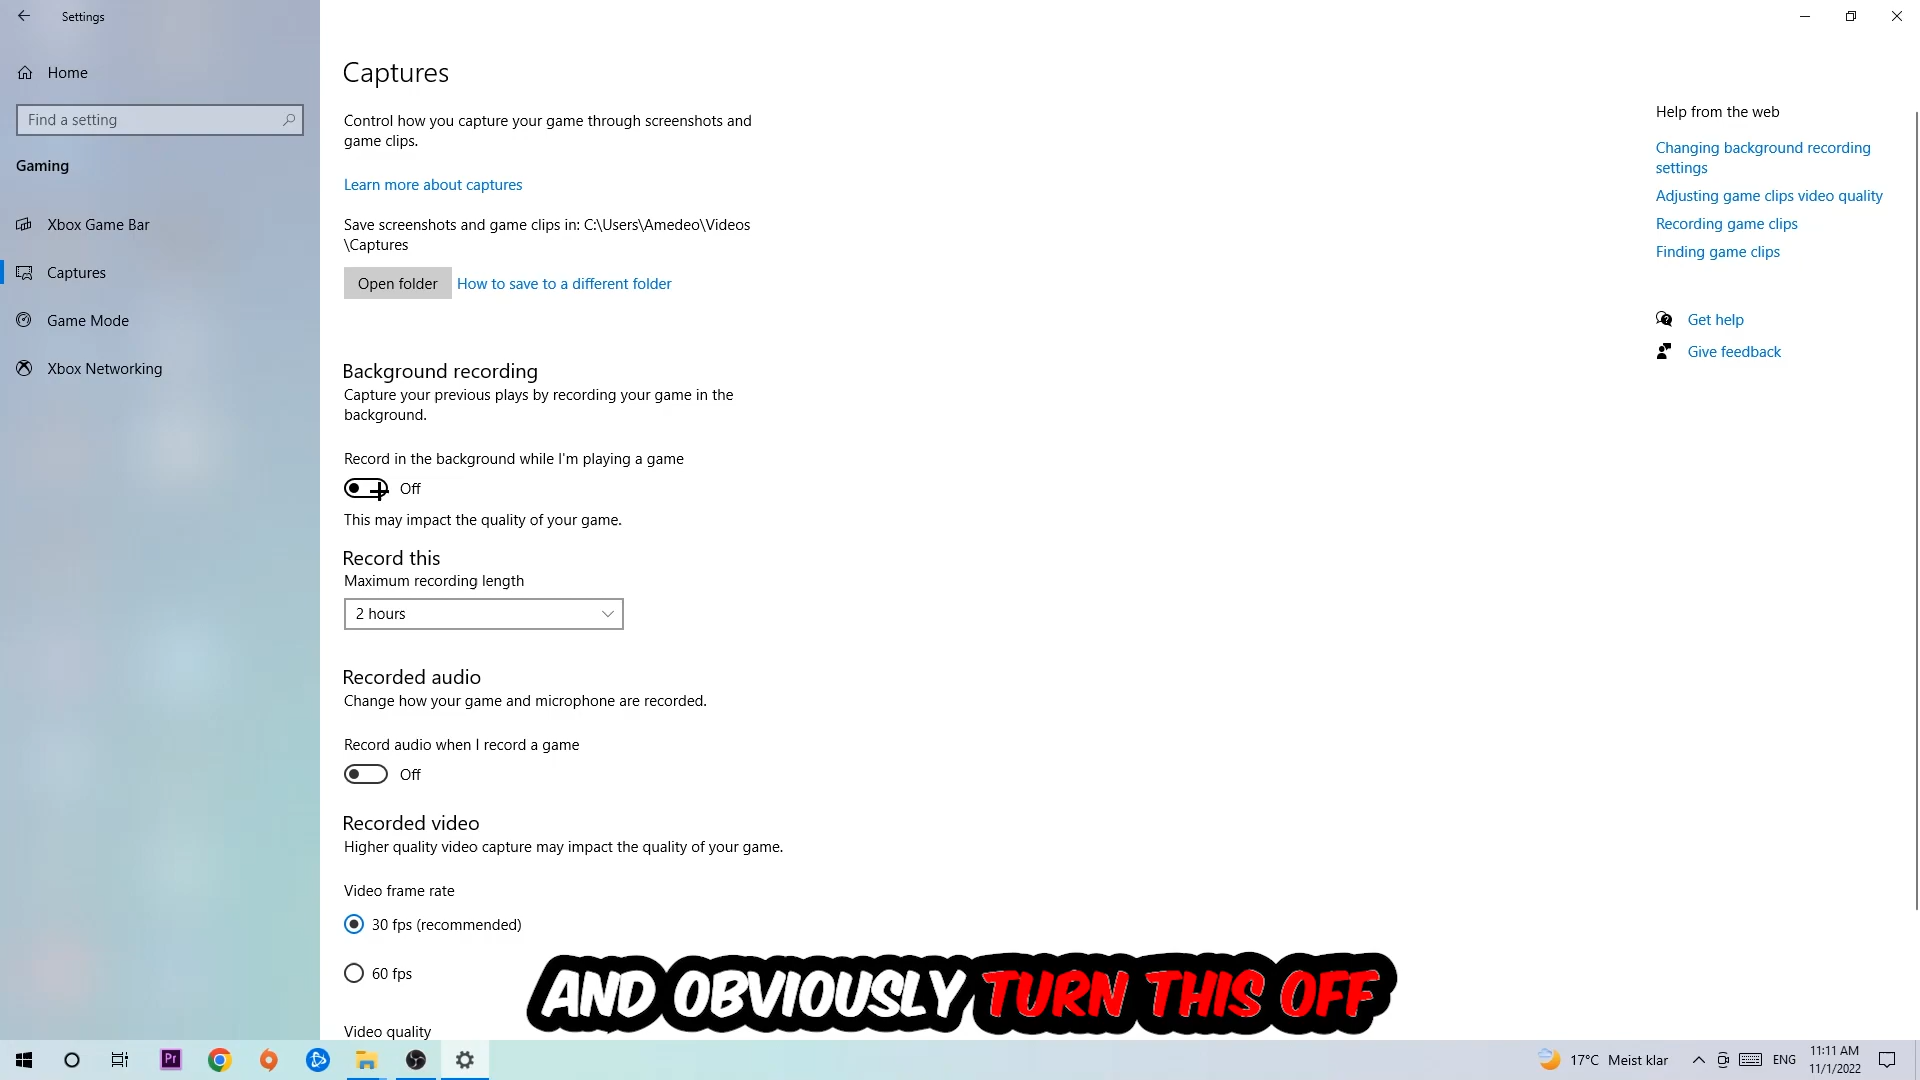 Settings
Home
Find a setting
Gaming
Xbox Game Bar
Captures
Game Mode
Xbox Networking
Captures
Control how you capture your game through screenshots and
game clips.
Learn more about captures
Save screenshots and game clips in: C:\Users\Amedeo\Videos
\Captures
Open folder
How to save to a different folder
Background recording
Capture your previous plays by recording your game in the
background.
Record in the background while I'm playing a game
Off
This may impact the quality of your game.
Record this
Maximum recording length
2 hours
Recorded audio
Change how your game and microphone are recorded.
Record audio when I record a game
Off
Recorded video
Higher quality video capture may impact the quality of your game.
Video frame rate
30 fps (recommended)
60 fps
Video quality
Help from the web
Changing background recording
settings
Adjusting game clips video quality
Recording game clips
Finding game clips
Get help
Give feedback
AND OBVIOUSLY TURN THIS OFF
Pr
17°C Meist klar
ENG
11:11 AM
11/1/2022